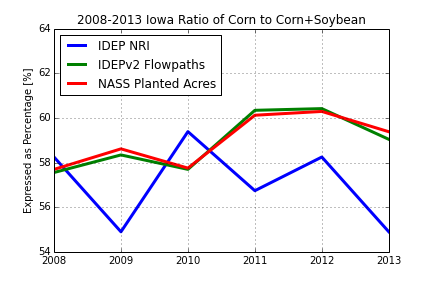 2008-2013 Iowa Ratio of Corn to Corn+Soybean
Expressed as Percentage [%]
64
62
60
58
56
54
IDEP NRI
IDEPv2 Flowpaths
NASS Planted Acres
2008 2009 2010 2011 2012 2013